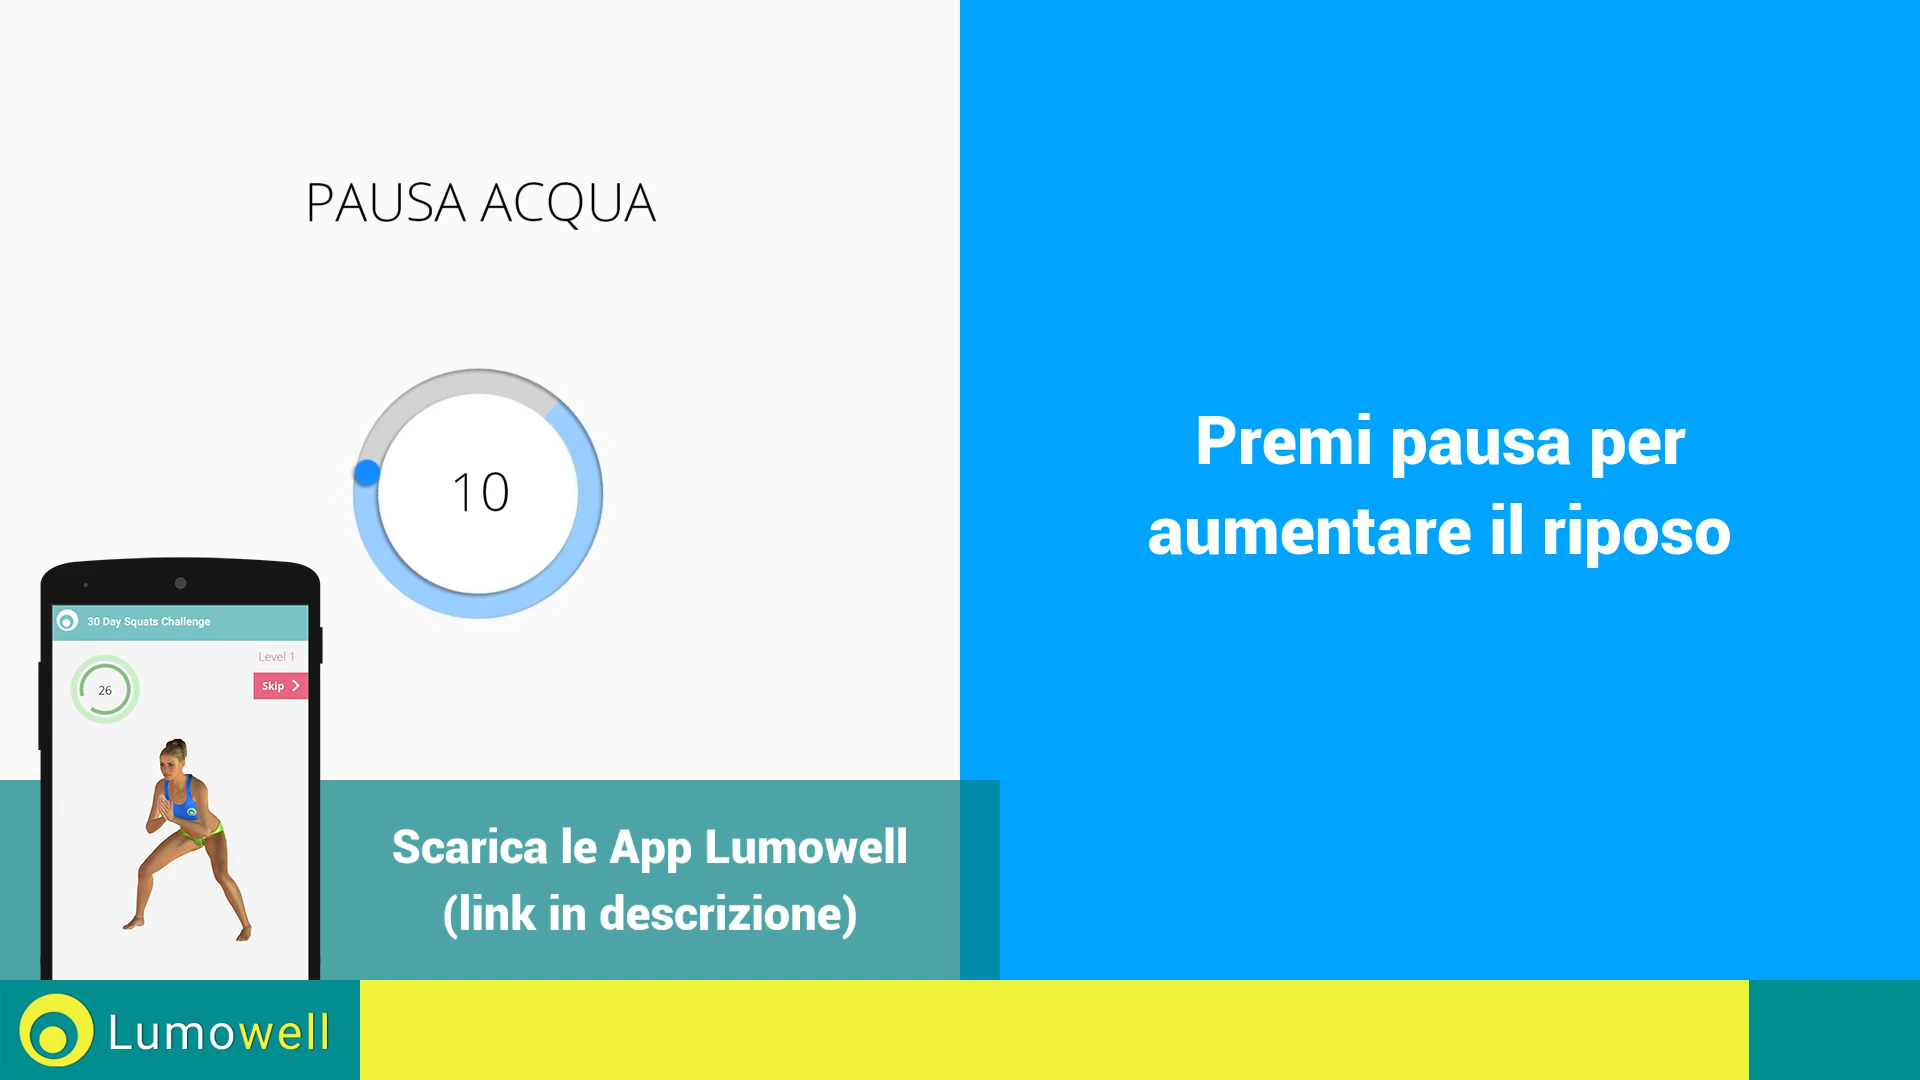 PAUSA ACQUA
10
Premi pausa per
aumentare il riposo
30 Day Squats Challenge
Level 1
26
Skip
Scarica le App Lumowell
(link in descrizione)
Lumowell